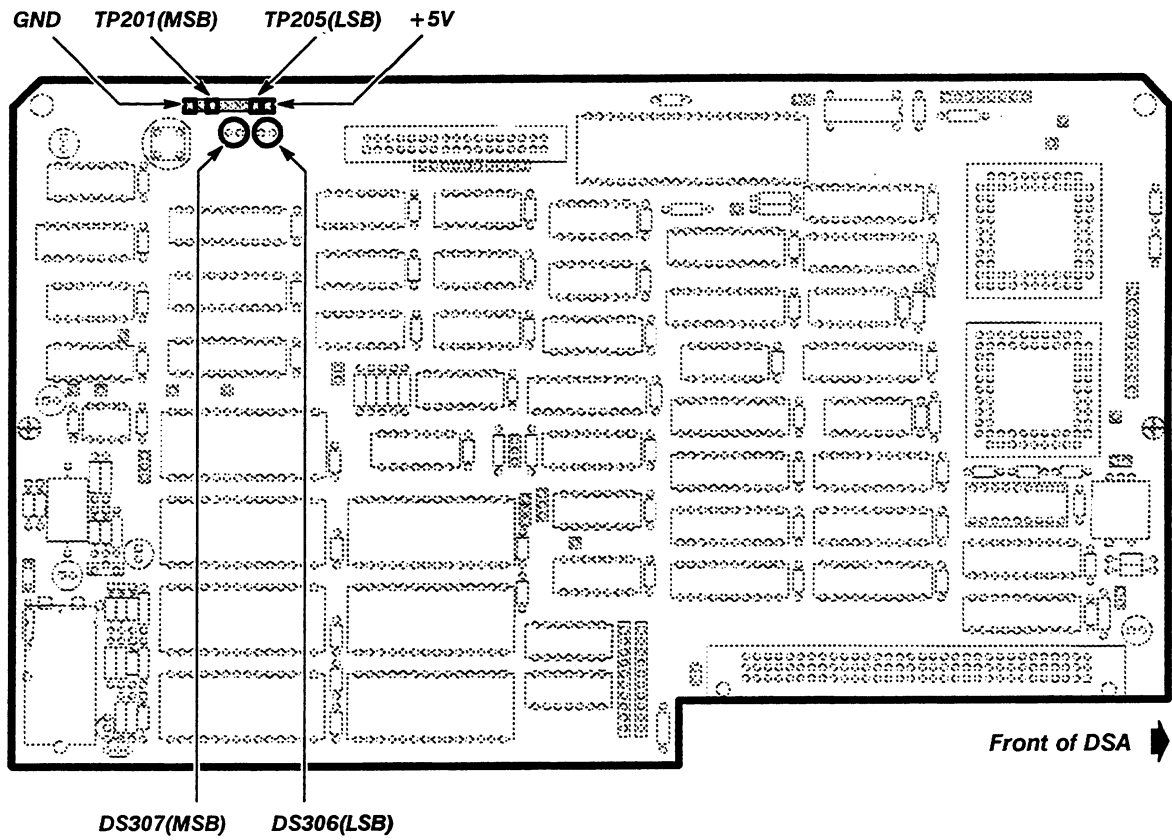 GND TP201(MSB) TP205(LSB) +5V
Front of DSA
DS307(MSB) DS306(LSB)